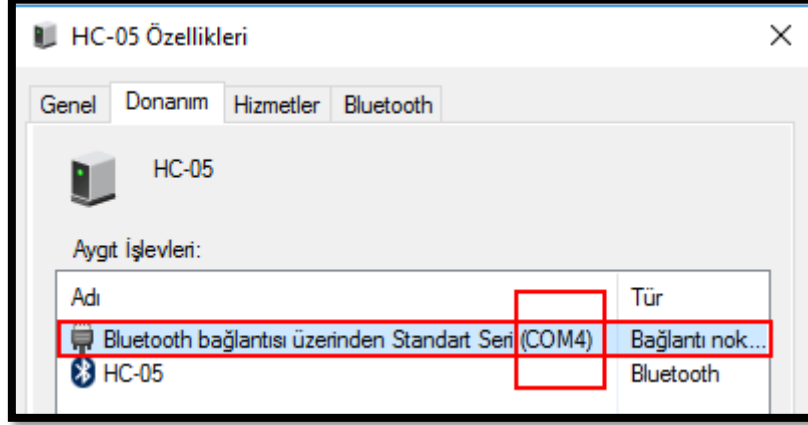 HC-05 Özellikleri
Genel Donanım Hizmetler Bluetooth
HC-05
Aygıt İşlevleri:
Adı Tür
Bluetooth bağlantısı üzerinden Standart Seri (COM4) Bağlantı nok...
HC-05 Bluetooth